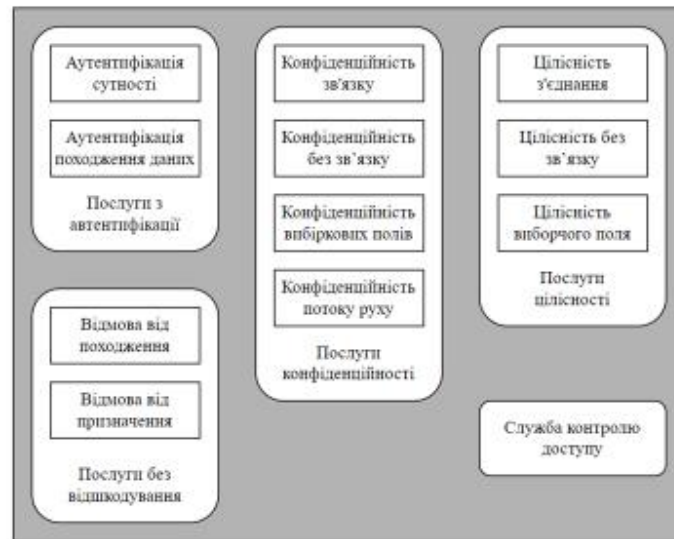 Аутентифікація
сутності
Аутентифікація
походження даних
Послуги з
автентифікації
Відмова від
походження
Відмова від
призначення
Послуги без
відшкодування
Конфіденційність
зв'язку
Конфіденційність
без зв’язку
Конфіденційність
вибіркових полів
Конфіденційність
потоку руху
Послуги
конфіденційності
Цілісність
з'єднання
Цілісність без
зв’язку
Цілісність
виборчого поля
Послуги
цілісності
Служба контролю
доступу